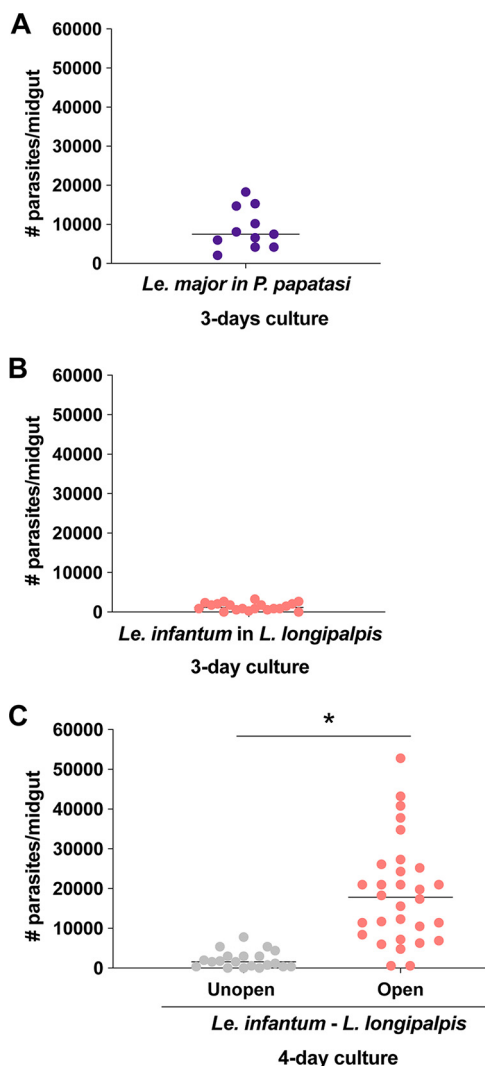 A
60000
50000
40000
30000
20000
10000
0
# parasites/midgut
Le. major in P. papatasi
3-days culture
B
60000
50000
40000
30000
20000
10000
0
# parasites/midgut
Le. infantum in L. longipalpis
3-day culture
C
60000
50000
40000
30000
20000
10000
0
# parasites/midgut
*
Unopen Open
Le. infantum - L. longipalpis
4-day culture